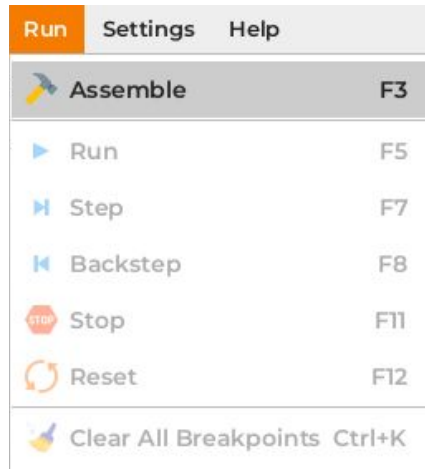 Run Settings Help
Assemble F3
Run F5
Step F7
Backstep F8
STOP Stop F11
Reset F12
Clear All Breakpoints Ctrl+K